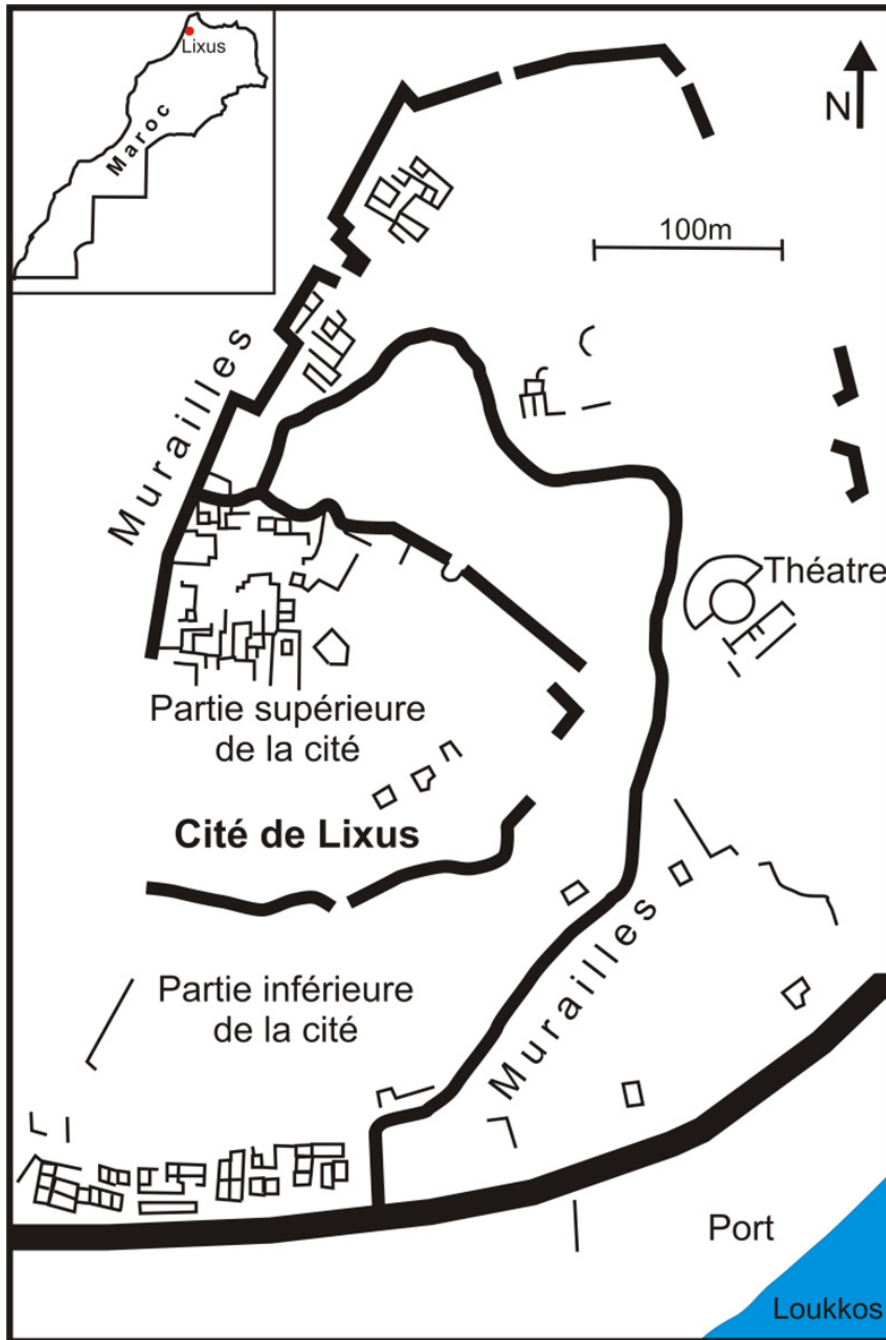 Lixus
Maroc
N
100m
Murailles
Théatre
Partie supérieure
de la cité
Cité de Lixus
Murailles
Partie inférieure
de la cité
Port
Loukkos